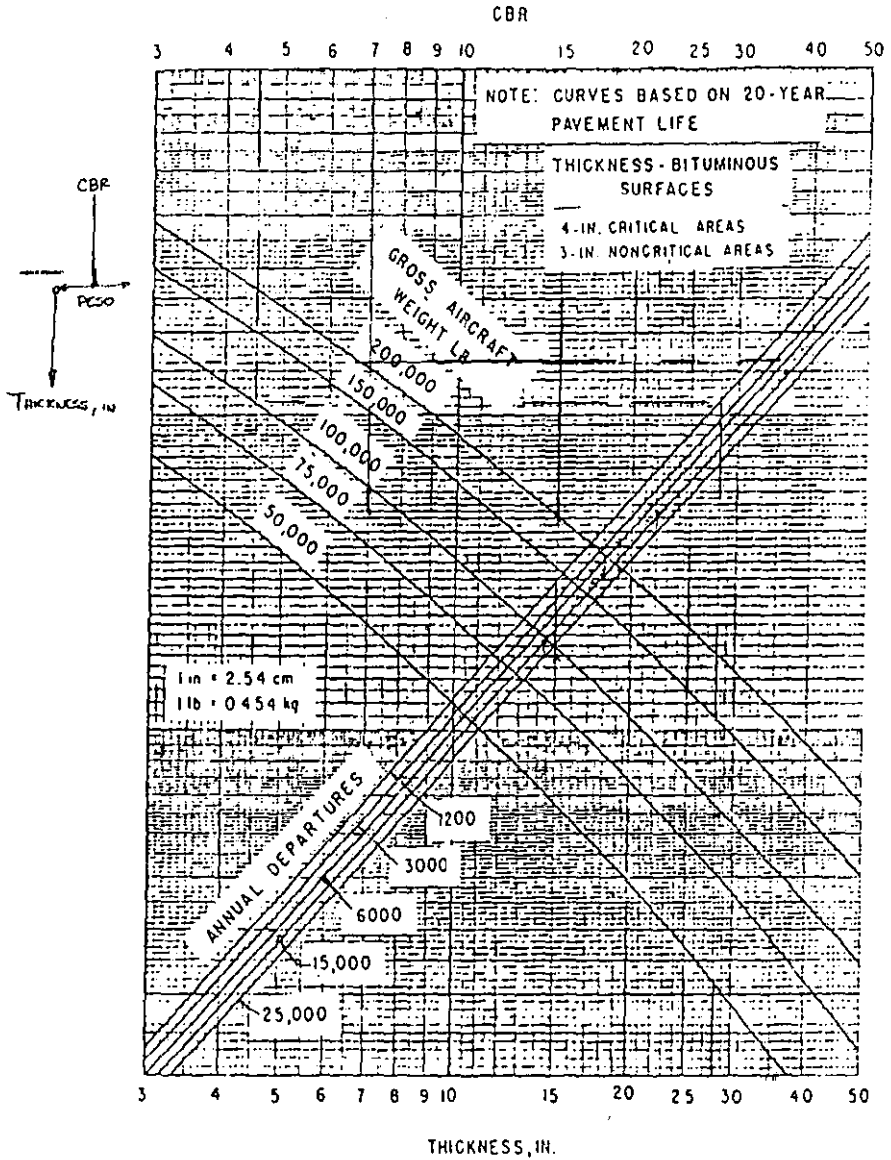 CBR
3 4 5 6 7 8 9 10 15 20 30 40 50
NOTE: CURVES BASED ON 20-YEAR
PAVEMENT LIFE
THICKNESS-BITUMINOUS
SURFACES
4-IN. CRITICAL AREAS
3-IN. NONCRITICAL AREAS
CBR
PESO
THICKNESS, IN
GROSS AIRCRAFT
WEIGHT LB
200,000
150,000
100,000
75,000
50,000
1 in = 2.54 cm
1 lb = 0.454 kg
ANNUAL DEPARTURES
1200
3000
6000
15,000
25,000
3 4 5 6 7 8 9 10 15 20 25 30 40 50
THICKNESS, IN.